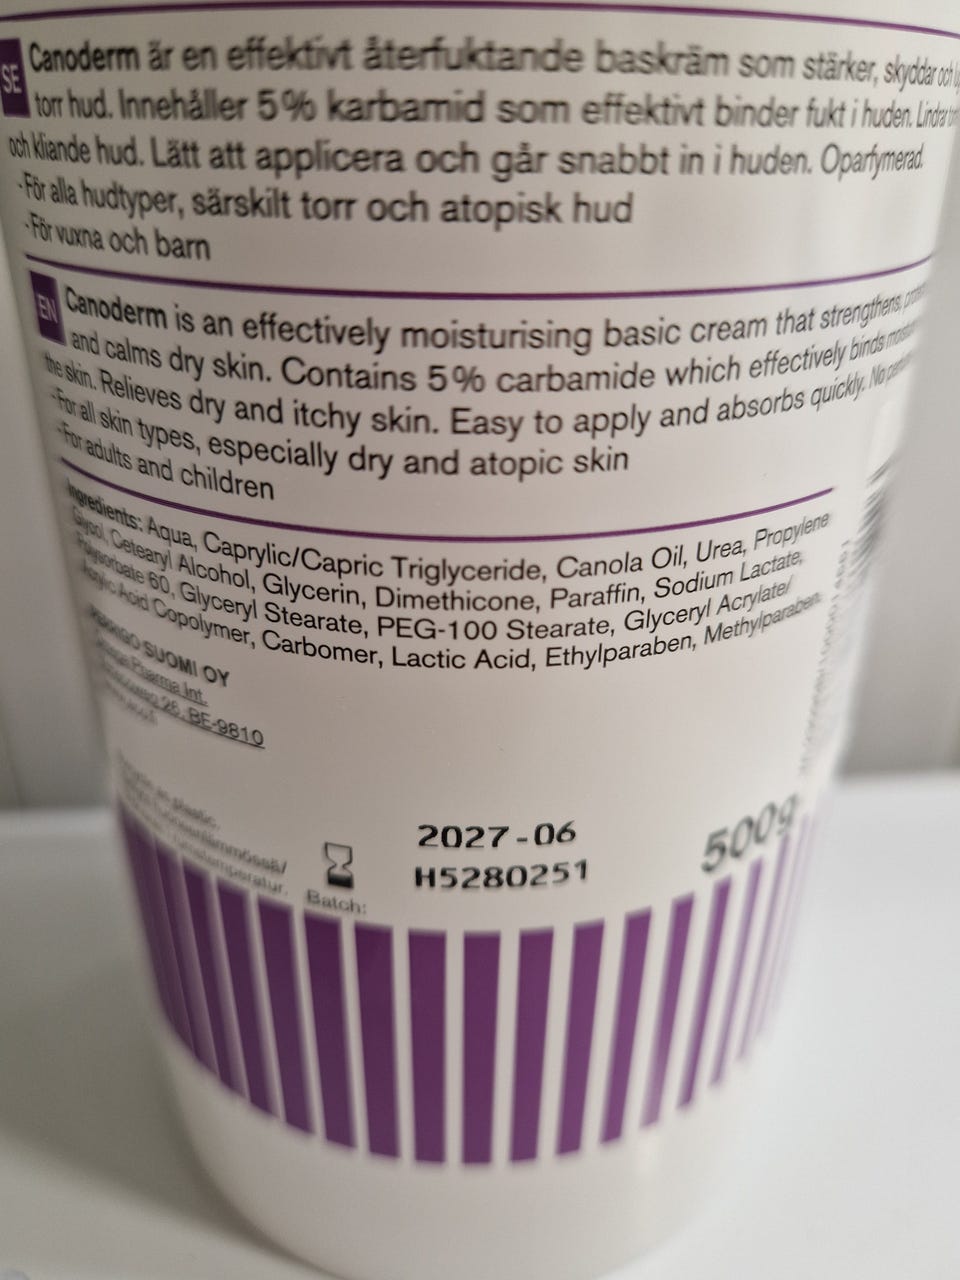 SE
Canoderm är en effektivt återfuktande baskräm som stärker, skyddar och
torr hud. Innehåller 5% karbamid som effektivt binder fukt i huden. Lindrar
och kliande hud. Lätt att applicera och går snabbt in i huden. Oparfymerad.
-För alla hudtyper, särskilt torr och atopisk hud
-För vuxna och barn
EN
Canoderm is an effectively moisturising basic cream that strengthens,
and calms dry skin. Contains 5% carbamide which effectively binds
the skin. Relieves dry and itchy skin. Easy to apply and absorbs quickly. No
-For all skin types, especially dry and atopic skin
-For adults and children
Ingredients: Aqua, Caprylic/Capric Triglyceride, Canola Oil, Urea, Propylene
Glycol, Cetearyl Alcohol, Glycerin, Dimethicone, Paraffin, Sodium Lactate,
Polysorbate 60, Glyceryl Stearate, PEG-100 Stearate, Glyceryl Acrylate/
Acrylic Acid Copolymer, Carbomer, Lactic Acid, Ethylparaben, Methylparaben.
PERRIGO SUOMI OY
Pharma Int.
26, BE-9810
plastic.
2027-06
H5280251
Batch:
500g